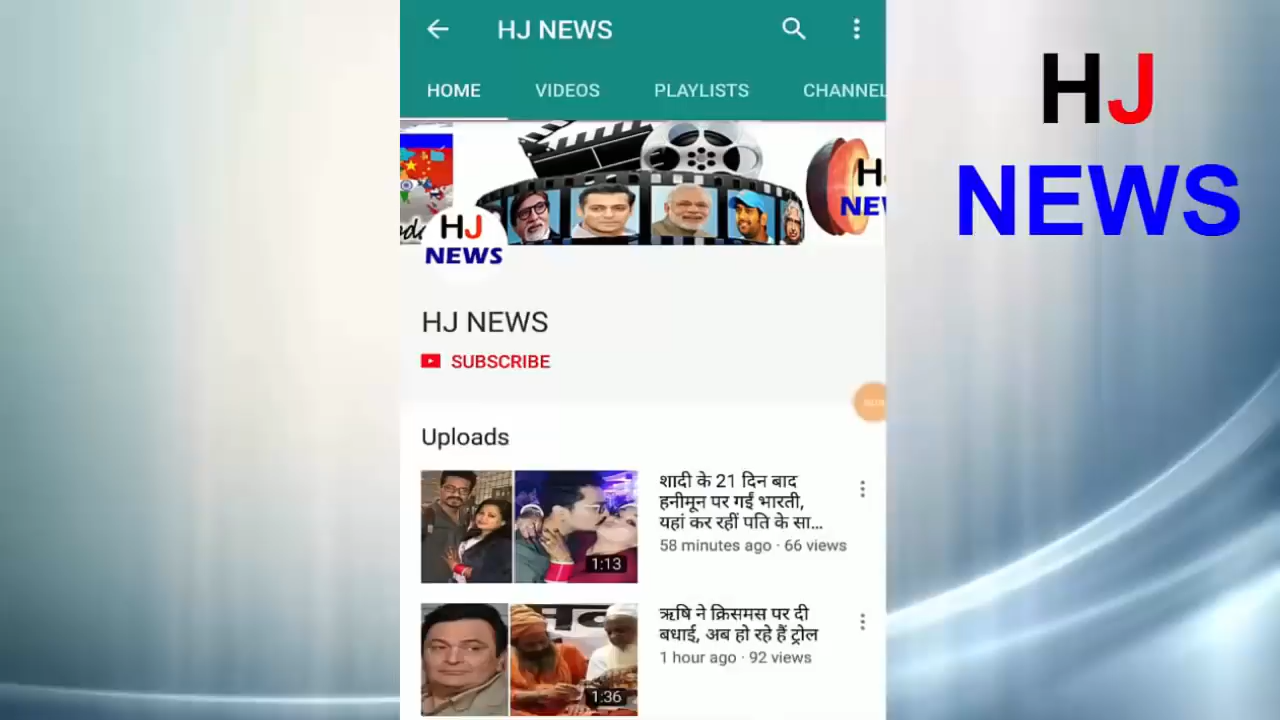 HJ NEWS
HOME VIDEOS PLAYLISTS CHANNEL
HJ
NEWS
HJ
NEWS
HJ NEWS
SUBSCRIBE
Uploads
शादी के 21 दिन बाद
हनीमून पर गईं भारती,
यहां कर रहीं पति के सा...
58 minutes ago · 66 views
1:13
ऋषि ने क्रिसमस पर दी
बधाई, अब हो रहे हैं ट्रोल
1 hour ago · 92 views
1:36